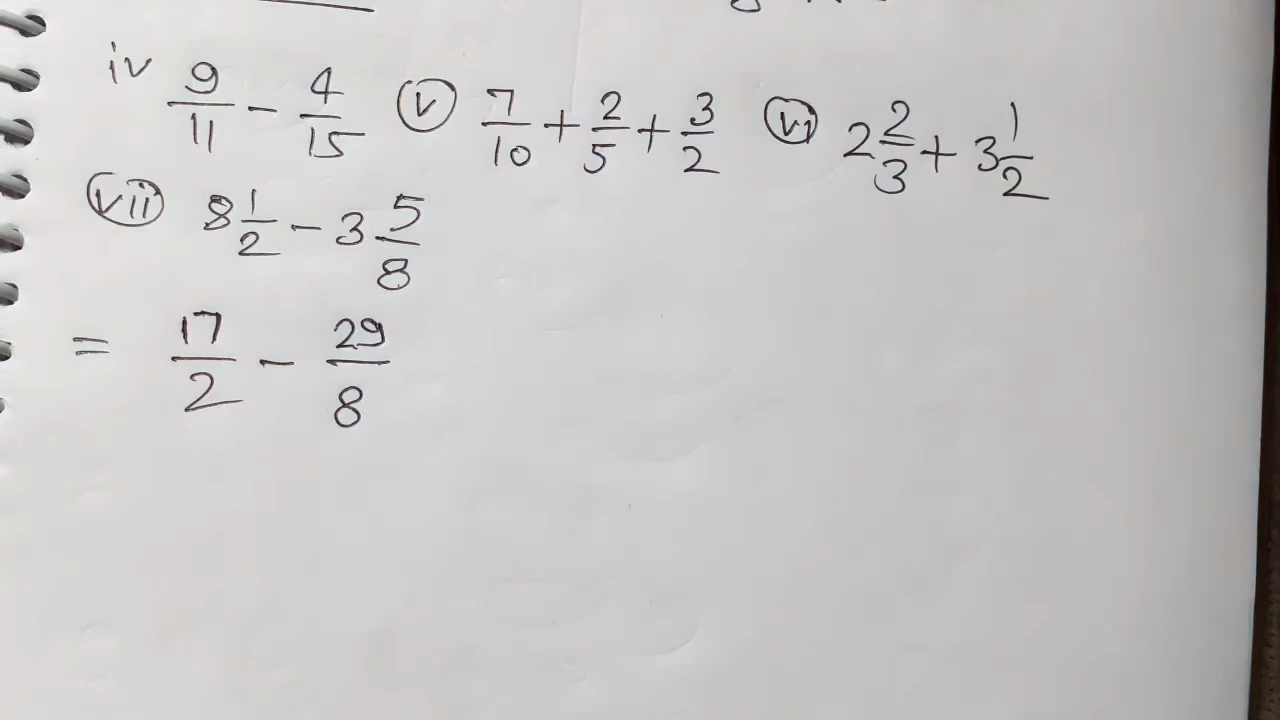 iv 9/11 - 4/15 (v) 7/10 + 2/5 + 3/2 (vi) 2 2/3 + 3 1/2
(vii) 8 1/2 - 3 5/8
= 17/2 - 29/8